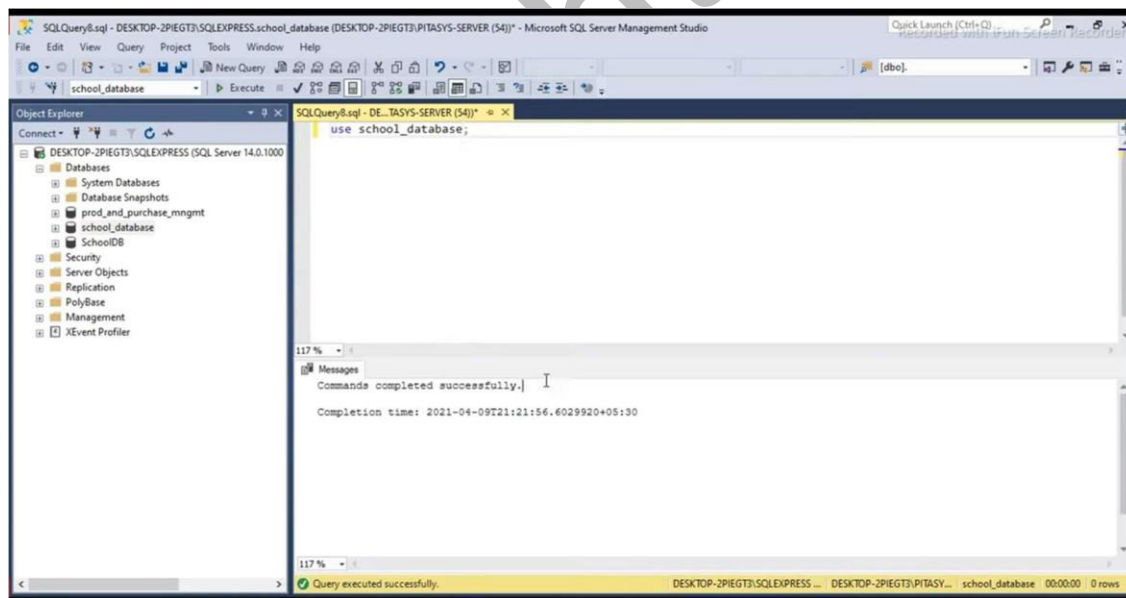 SQLQuery8.sql - DESKTOP-2PIEGT3\SQLEXPRESS.school_database (DESKTOP-2PIEGT3\PITASYS-SERVER (54))* - Microsoft SQL Server Management Studio
Quick Launch (Ctrl+Q)
Recorded with iFun Screen Recorder
File Edit View Query Project Tools Window Help
New Query
[dbo].
school_database
Execute
Object Explorer
SQLQuery8.sql - DE...TASYS-SERVER (54))*
Connect
use school_database;
DESKTOP-2PIEGT3\SQLEXPRESS (SQL Server 14.0.1000
Databases
System Databases
Database Snapshots
prod_and_purchase_mngmt
school_database
SchoolDB
Security
Server Objects
Replication
PolyBase
Management
XEvent Profiler
117 %
Messages
Commands completed successfully.
Completion time: 2021-04-09T21:21:56.6029920+05:30
117 %
Query executed successfully.
DESKTOP-2PIEGT3\SQLEXPRESS ... DESKTOP-2PIEGT3\PITASY... school_database 00:00:00 0 rows